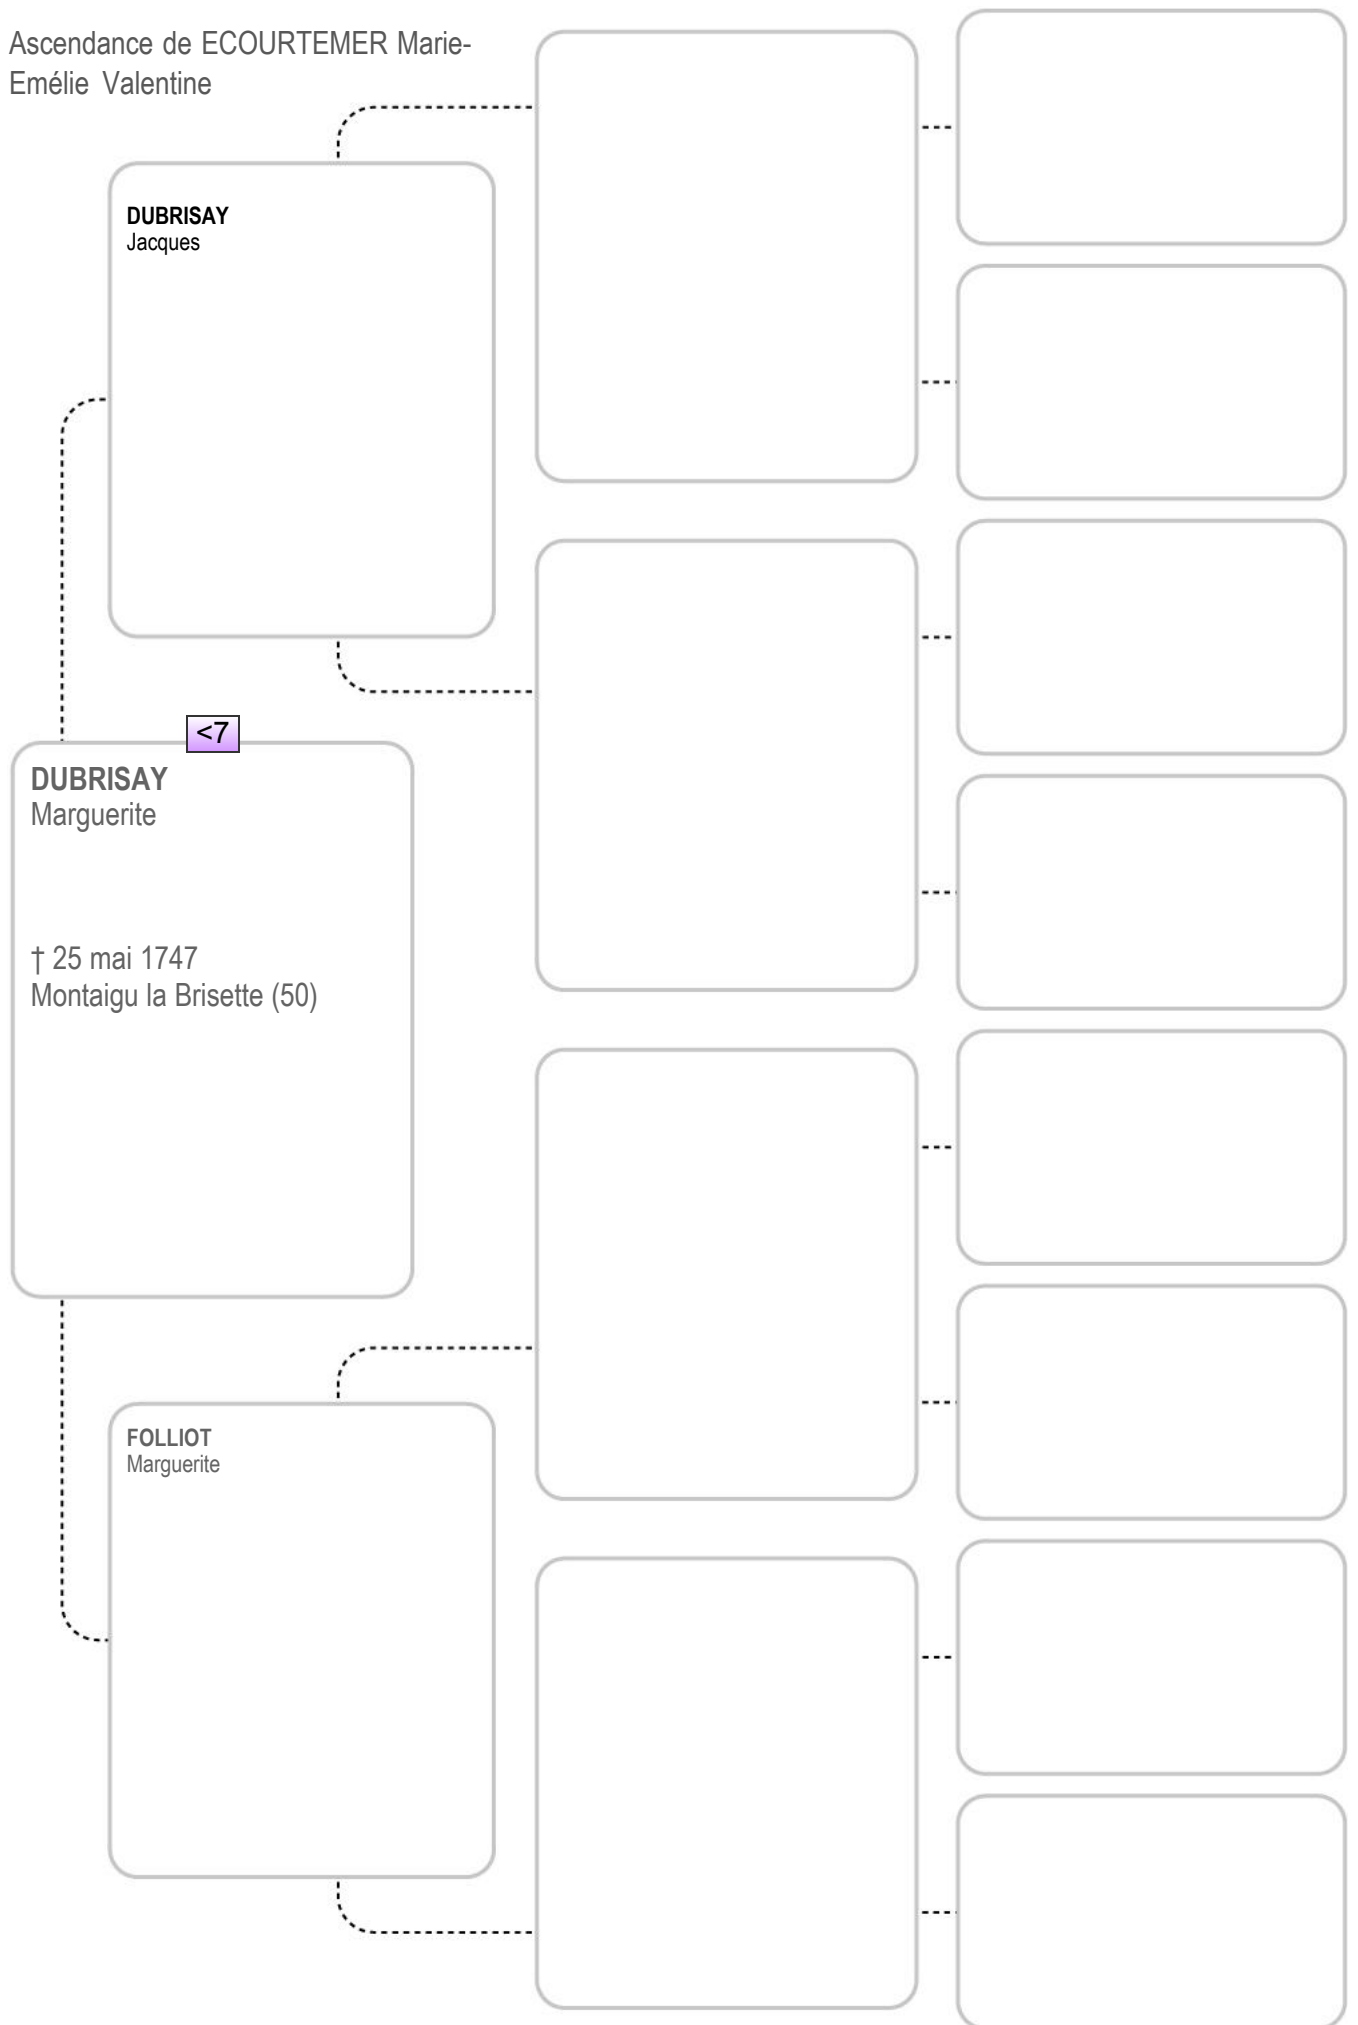 Ascendance de ECOURTEMER Marie-
Emélie Valentine
DUBRISAY
Jacques
<7
DUBRISAY
Marguerite
† 25 mai 1747
Montaigu la Brisette (50)
FOLLIOT
Marguerite